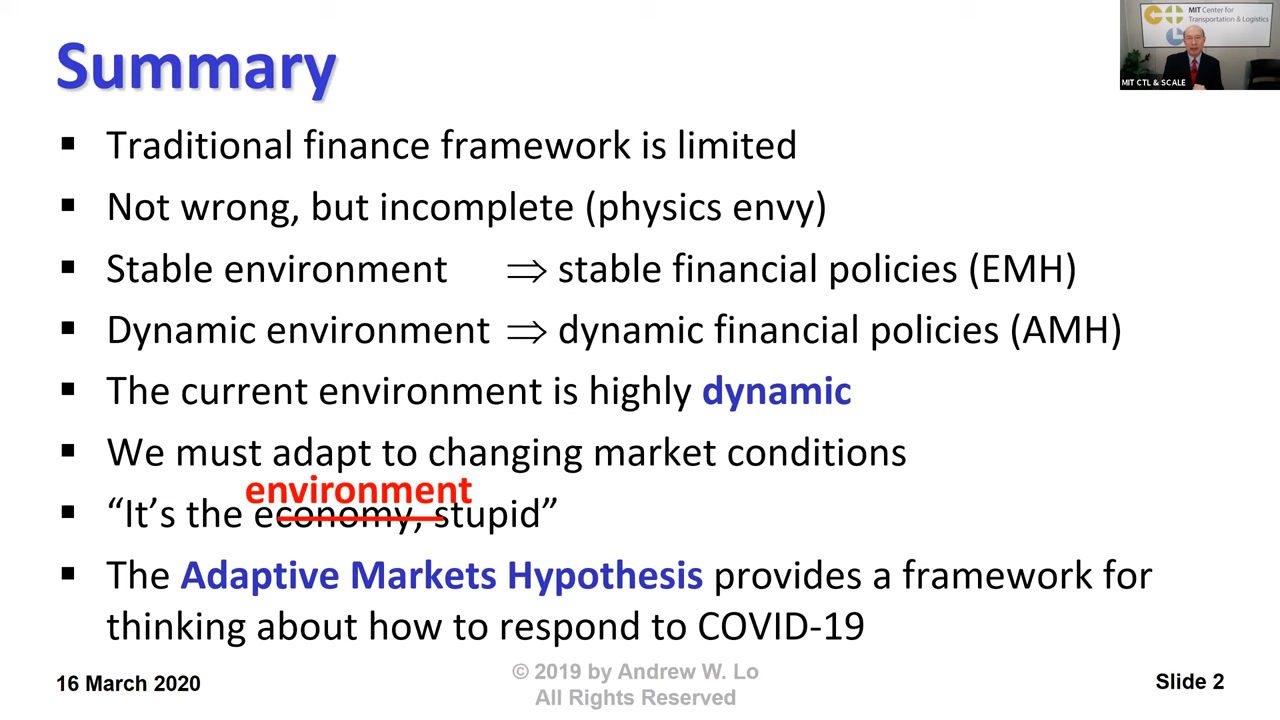 Summary
MIT Center for
Transportation & Logistics
MIT CTL & SCALE
▪ Traditional finance framework is limited
▪ Not wrong, but incomplete (physics envy)
▪ Stable environment ⇒ stable financial policies (EMH)
▪ Dynamic environment ⇒ dynamic financial policies (AMH)
▪ The current environment is highly dynamic
▪ We must adapt to changing market conditions
environment
▪ “It’s the economy, stupid”
▪ The Adaptive Markets Hypothesis provides a framework for
thinking about how to respond to COVID-19
16 March 2020
© 2019 by Andrew W. Lo
All Rights Reserved
Slide 2